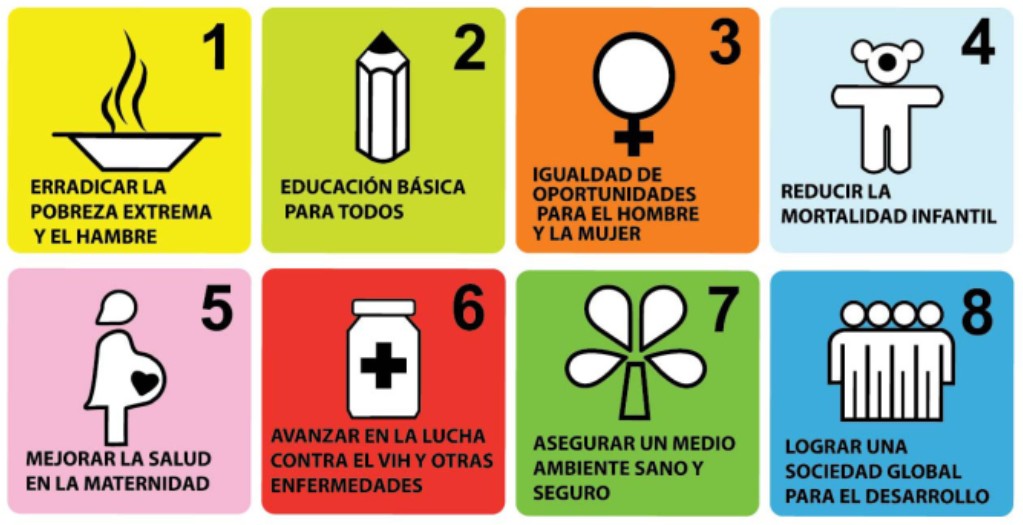 1
ERRADICAR LA
POBREZA EXTREMA
Y EL HAMBRE
2
EDUCACIÓN BÁSICA
PARA TODOS
3
IGUALDAD DE
OPORTUNIDADES
PARA EL HOMBRE
Y LA MUJER
4
REDUCIR LA
MORTALIDAD INFANTIL
5
MEJORAR LA SALUD
EN LA MATERNIDAD
6
AVANZAR EN LA LUCHA
CONTRA EL VIH Y OTRAS
ENFERMEDADES
7
ASEGURAR UN MEDIO
AMBIENTE SANO Y
SEGURO
8
LOGRAR UNA
SOCIEDAD GLOBAL
PARA EL DESARROLLO